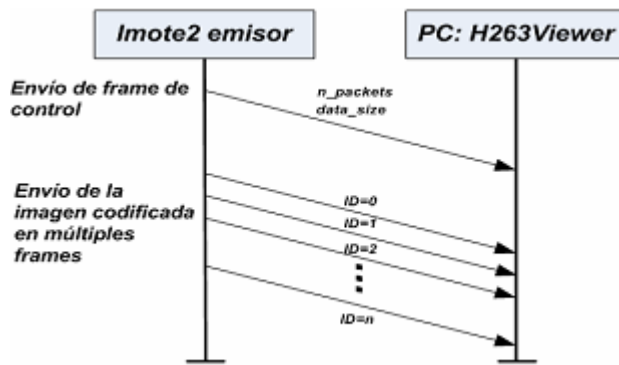 Imote2 emisor
PC: H263Viewer
Envío de frame de
control
n_packets
data_size
Envío de la
imagen codificada
en múltiples
frames
ID=0
ID=1
ID=2
ID=n